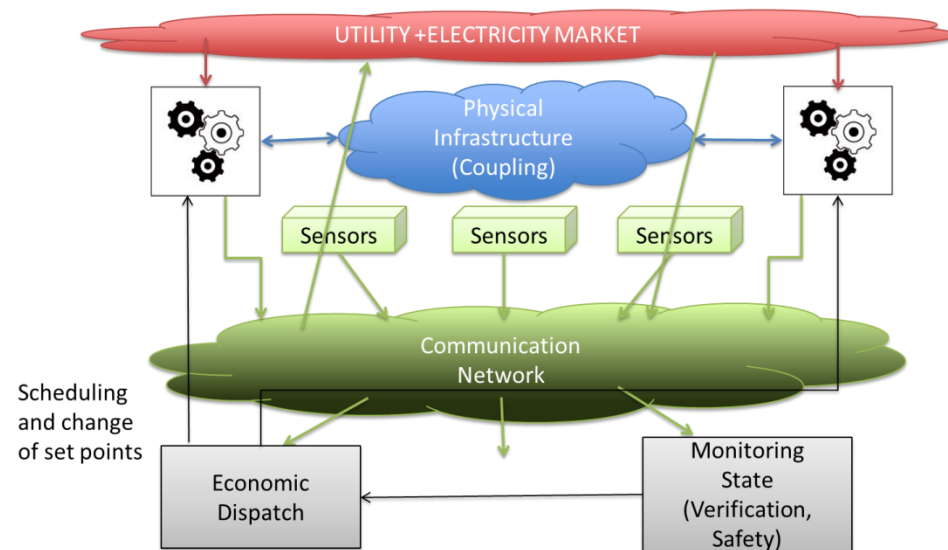 UTILITY +ELECTRICITY MARKET
Physical
Infrastructure
(Coupling)
Sensors
Sensors
Sensors
Communication
Network
Scheduling
and change
of set points
Economic
Dispatch
Monitoring
State
(Verification,
Safety)